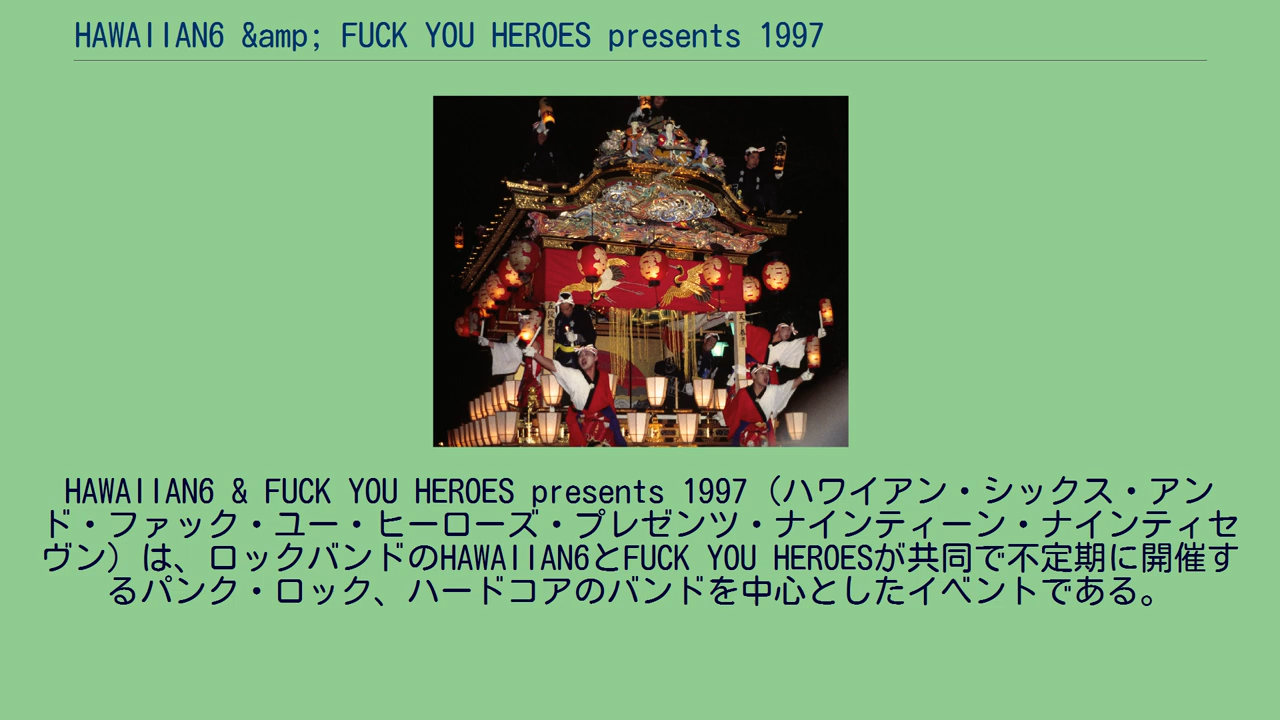 HAWAIIAN6 &amp; FUCK YOU HEROES presents 1997
HAWAIIAN6 & FUCK YOU HEROES presents 1997（ハワイアン・シックス・アン
ド・ファック・ユー・ヒーローズ・プレゼンツ・ナインティーン・ナインティセ
ヴン）は、ロックバンドのHAWAIIAN6とFUCK YOU HEROESが共同で不定期に開催す
るパンク・ロック、ハードコアのバンドを中心としたイベントである。